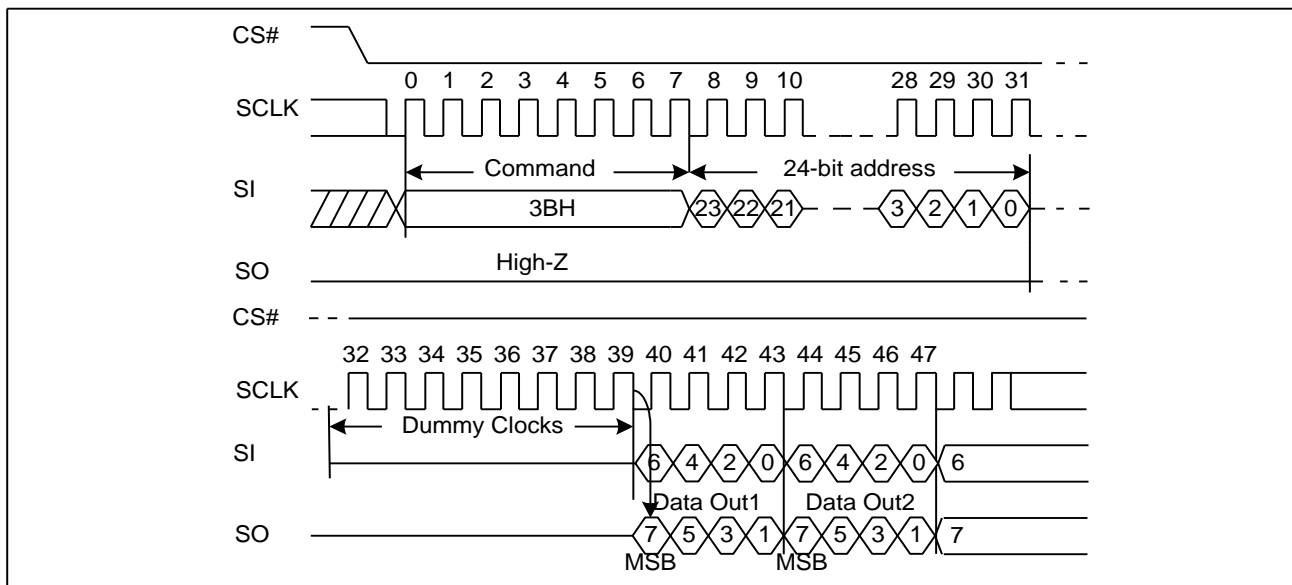 CS#
0 1 2 3 4 5 6 7 8 9 10 28 29 30 31
SCLK
Command 24-bit address
SI
3BH 23 22 21 3 2 1 0
High-Z
SO
CS#
32 33 34 35 36 37 38 39 40 41 42 43 44 45 46 47
SCLK
Dummy Clocks
SI
6 4 2 0 6 4 2 0 6
Data Out1 Data Out2
SO
7 5 3 1 7 5 3 1 7
MSB MSB